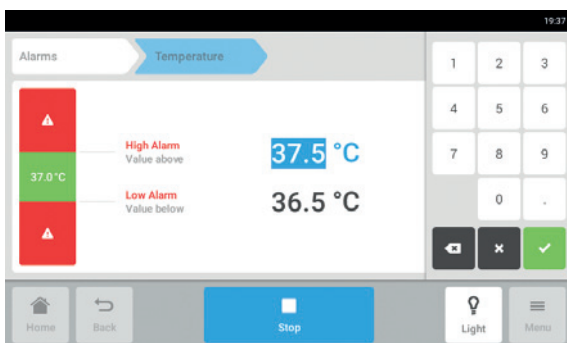 19:37
Alarms Temperature
1 2 3
4 5 6
7 8 9
0 .
37.0°C
High Alarm
Value above
37.5 °C
Low Alarm
Value below
36.5 °C
Home Back Stop Light Menu